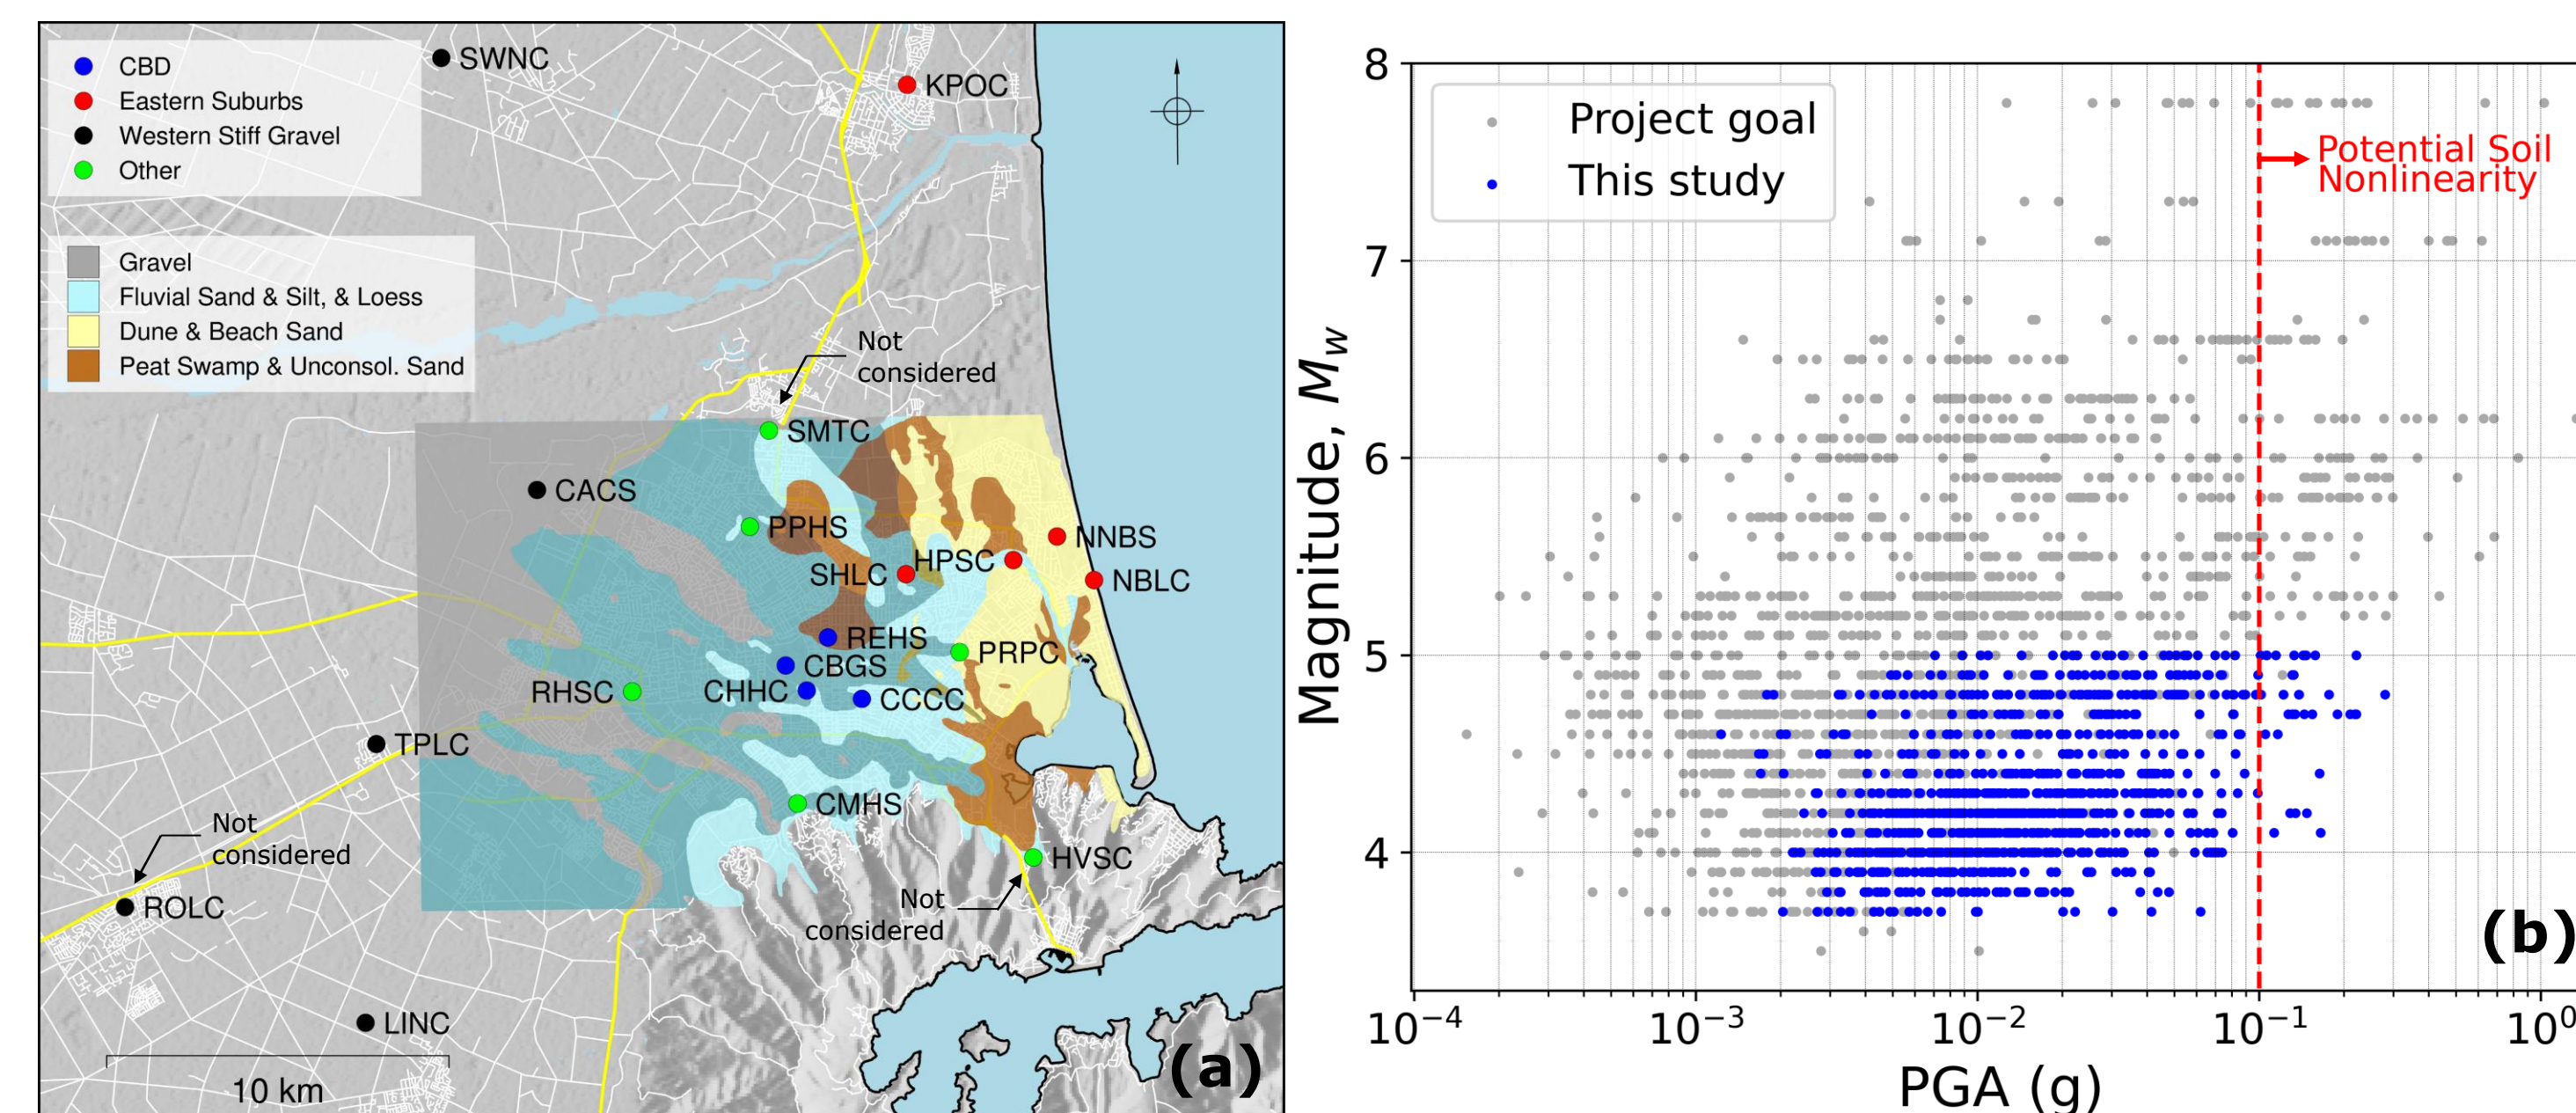 CBD
Eastern Suburbs
Western Stiff Gravel
Other
Gravel
Fluvial Sand & Silt, & Loess
Dune & Beach Sand
Peat Swamp & Unconsol. Sand
SWNC
KPOC
Not
considered
SMTC
CACS
PPHS
NNBS
HPSC
SHLC
NBLC
REHS
PRPC
CBGS
RHSC
CHHC
CCCC
TPLC
CMHS
Not
considered
HVSC
Not
considered
ROLC
LINC
10 km
(a)
Project goal
This study
Potential Soil
Nonlinearity
8
7
6
5
4
Magnitude, Mw
10⁻⁴
10⁻³
10⁻²
10⁻¹
10⁰
PGA (g)
(b)